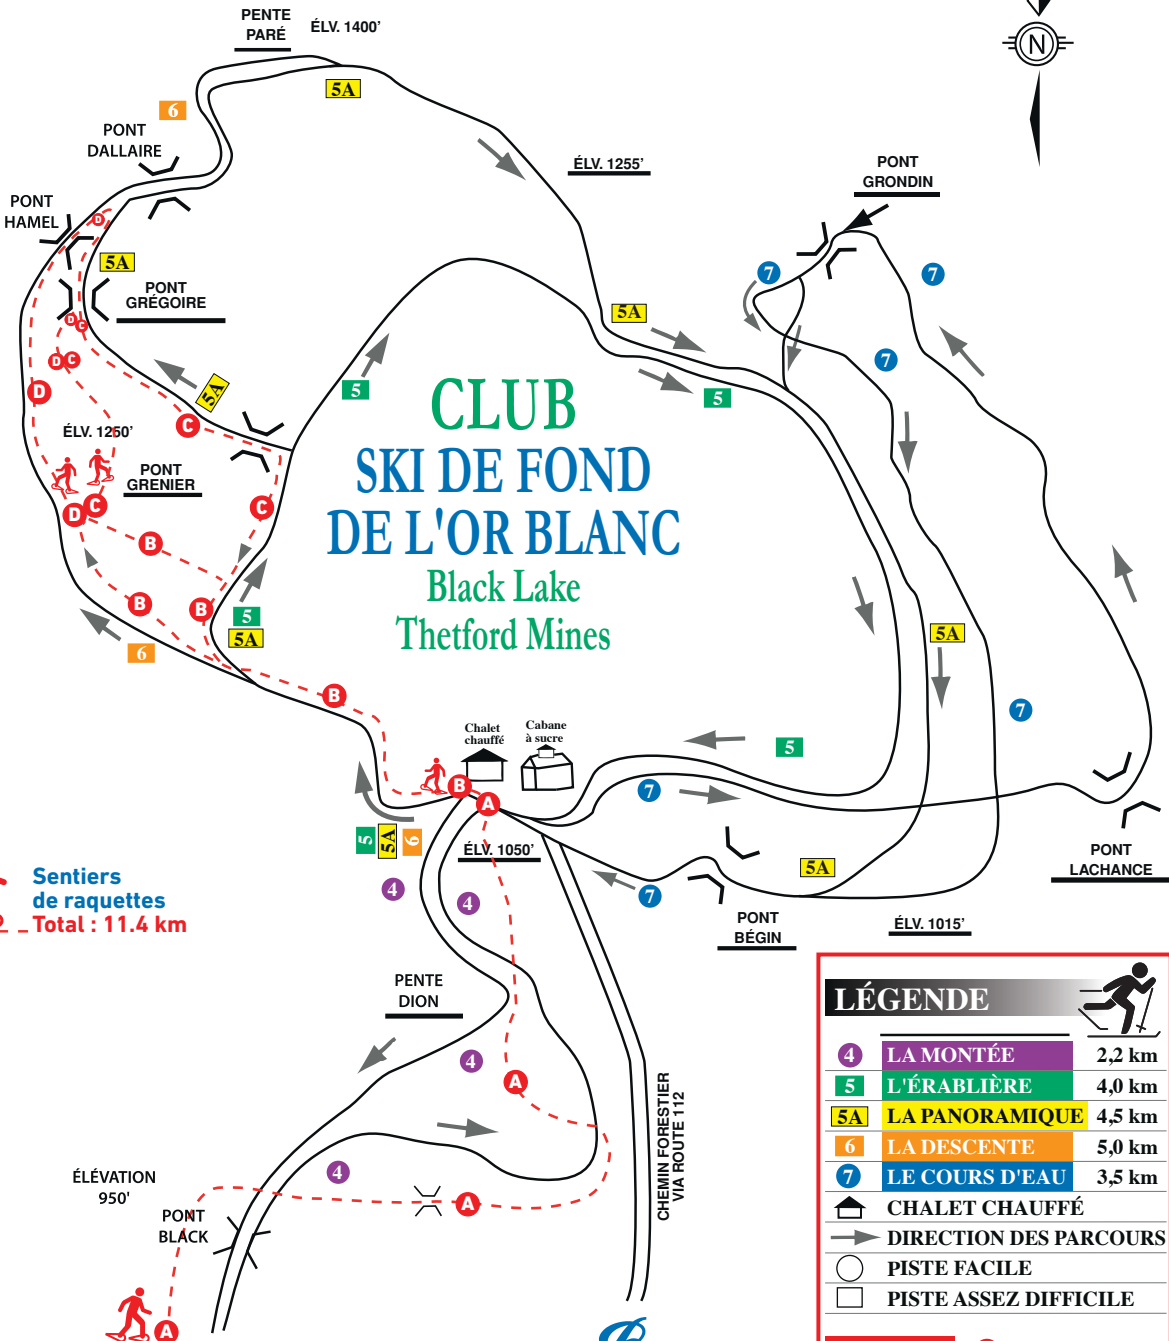 PENTE
PARÉ
ÉLV. 1400'
N
5A
6
PONT
DALLAIRE
ÉLV. 1255'
PONT
GRONDIN
PONT
HAMEL
D
5A
7
7
PONT
GRÉGOIRE
5A
D
C
7
D
C
D
5A
5
5
C
CLUB
SKI DE FOND
DE L'OR BLANC
Black Lake
Thetford Mines
ÉLV. 1250'
PONT
GRENIER
D
C
C
B
B
B
5
5A
6
5A
B
7
Chalet
chauffé
Cabane
à sucre
5
B
A
7
5
5A
6
ÉLV. 1050'
5A
PONT
LACHANCE
4
4
7
PONT
BÉGIN
ÉLV. 1015'
Sentiers
de raquettes
Total : 11.4 km
PENTE
DION
4
A
CHEMIN FORESTIER
VIA ROUTE 112
4
ÉLÉVATION
950'
A
PONT
BLACK
A
LÉGENDE
4 LA MONTÉE 2,2 km
5 L'ÉRABLIÈRE 4,0 km
5A LA PANORAMIQUE 4,5 km
6 LA DESCENTE 5,0 km
7 LE COURS D'EAU 3,5 km
CHALET CHAUFFÉ
DIRECTION DES PARCOURS
PISTE FACILE
PISTE ASSEZ DIFFICILE